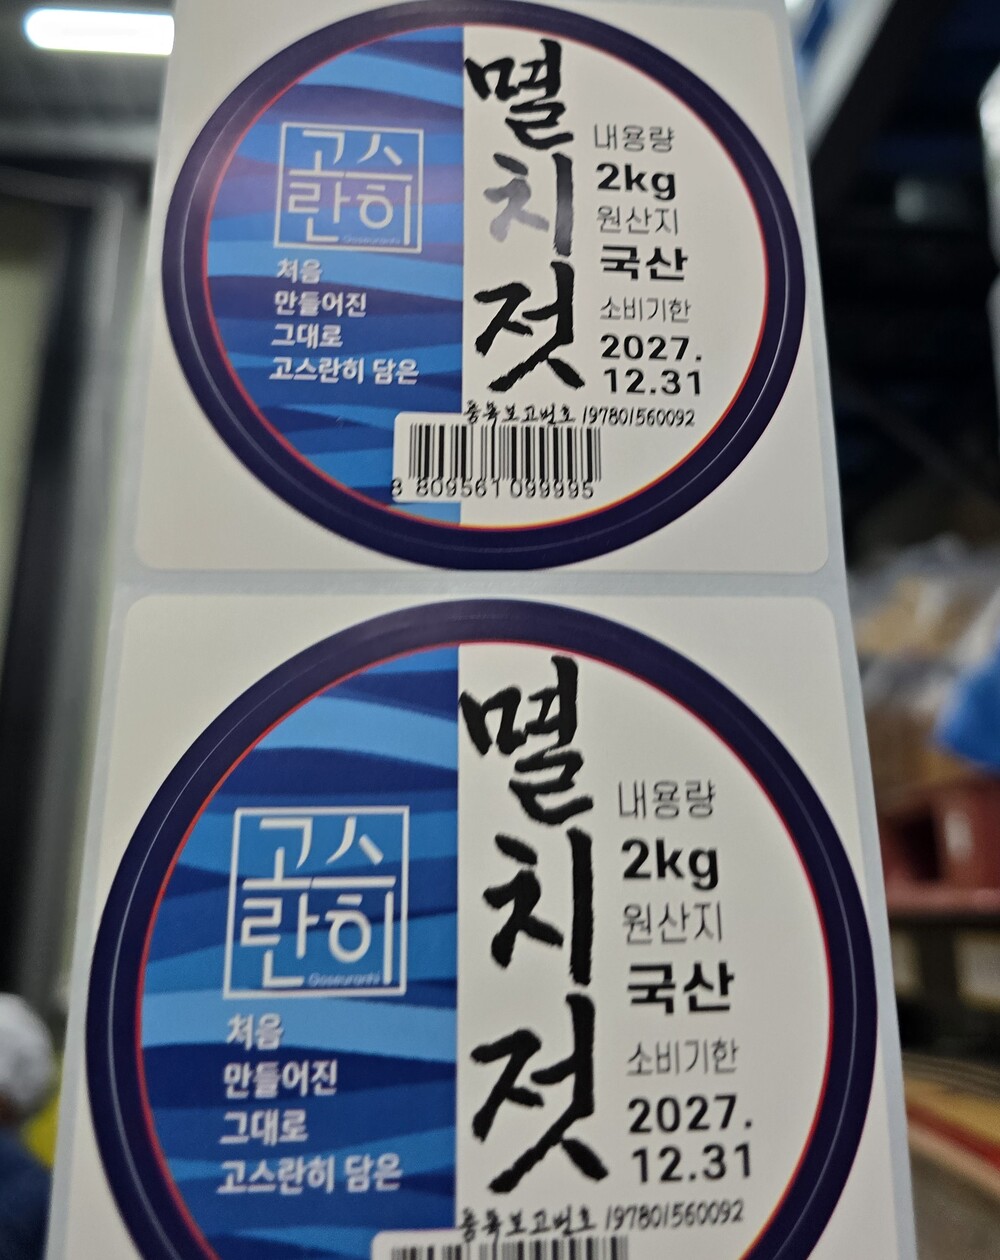 고스
란히
Goseuranhi
처음
만들어진
그대로
고스란히 담은
멸치젓
내용량
2kg
원산지
국산
소비기한
2027.
12.31
품목보고번호 197801560092
8 809561 099995
고스
란히
Goseuranhi
처음
만들어진
그대로
고스란히 담은
멸치젓
내용량
2kg
원산지
국산
소비기한
2027.
12.31
품목보고번호 197801560092